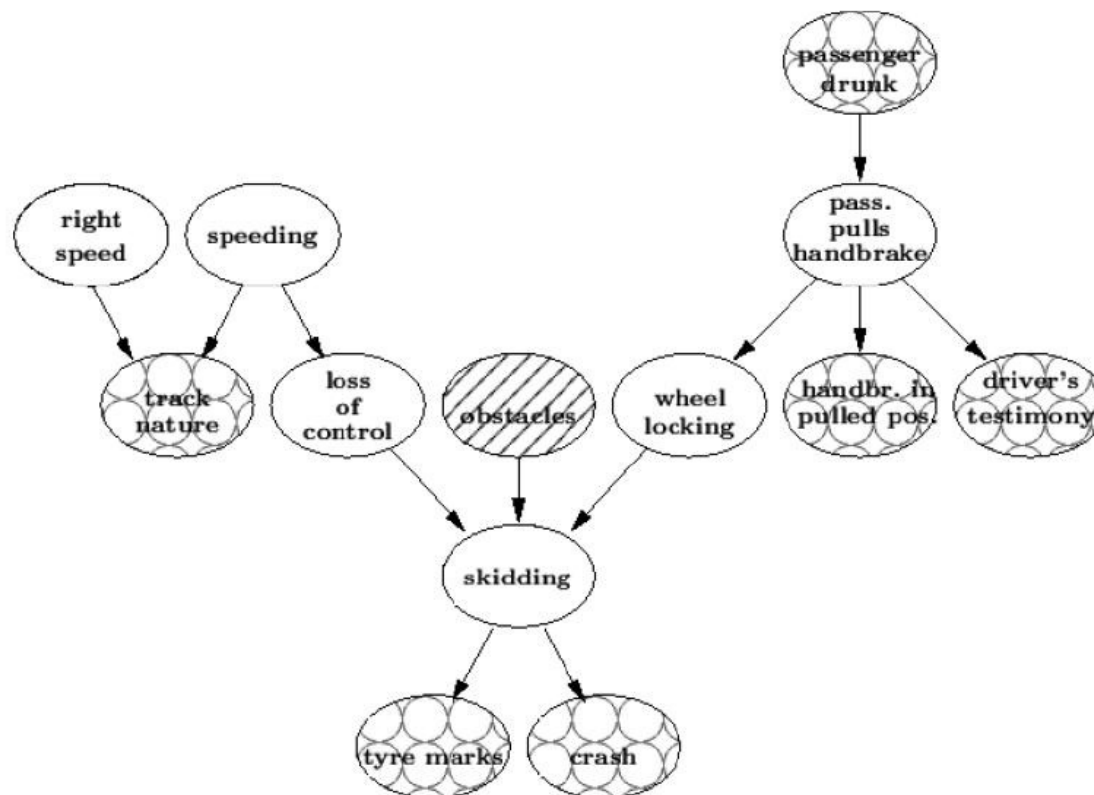 passenger
drunk
right
speed
speeding
pass.
pulls
handbrake
track
nature
loss
of
control
obstacles
wheel
locking
handbr. in
pulled pos.
driver's
testimony
skidding
tyre marks
crash